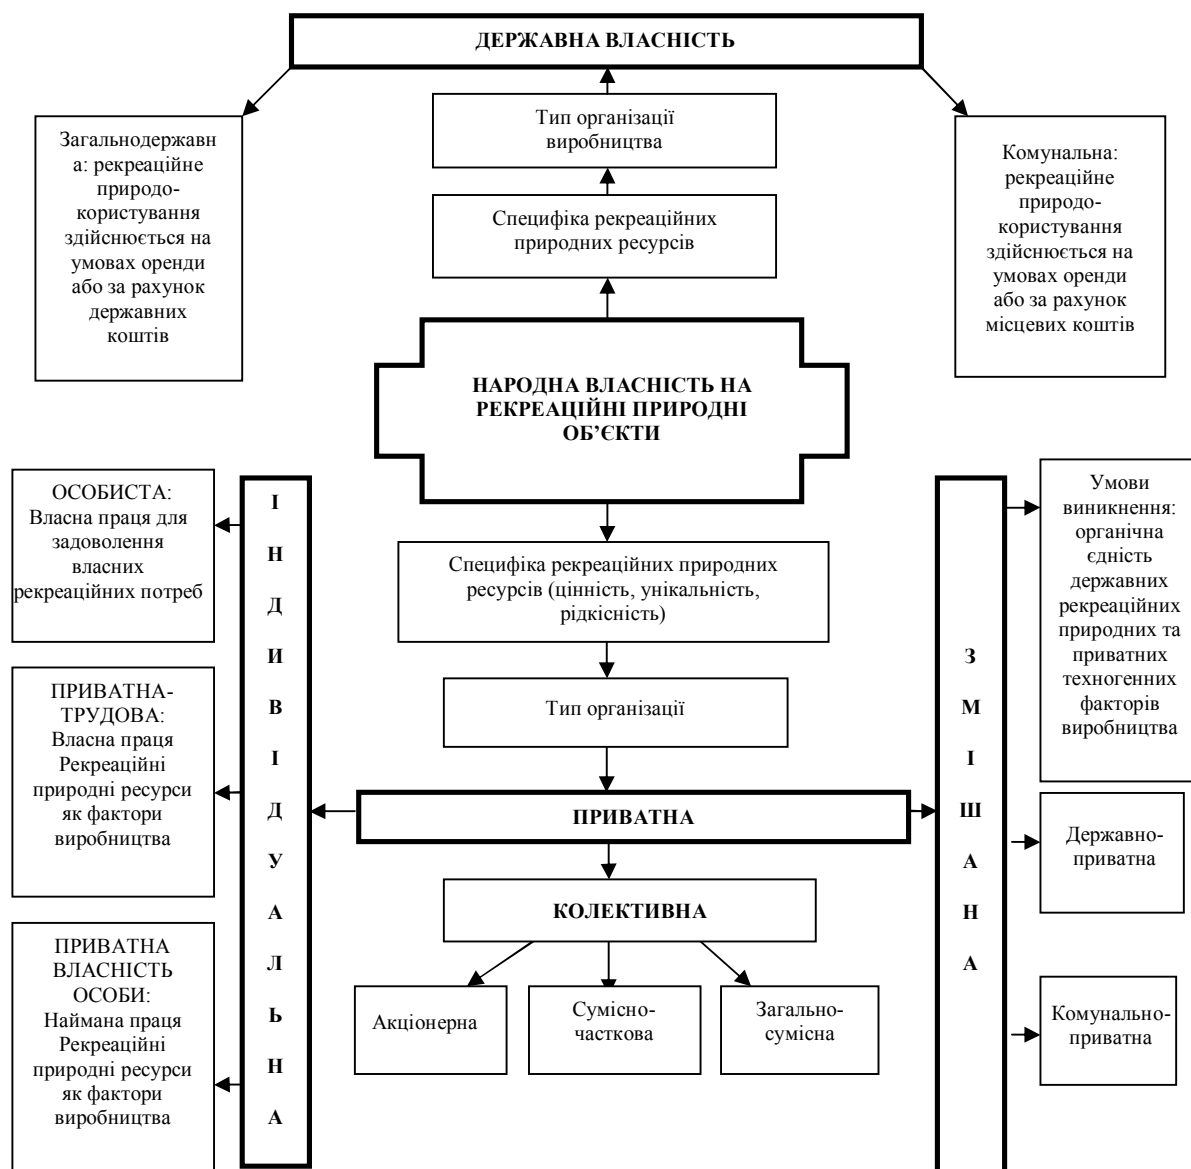 ДЕРЖАВНА ВЛАСНІСТЬ
Загальнодержавн
а: рекреаційне
природо-
користування
здійснюється на
умовах оренди
або за рахунок
державних
коштів
Тип організації
виробництва
Специфіка рекреаційних
природних ресурсів
Комунальна:
рекреаційне
природо-
користування
здійснюється на
умовах оренди
або за рахунок
місцевих коштів
НАРОДНА ВЛАСНІСТЬ НА
РЕКРЕАЦІЙНІ ПРИРОДНІ
ОБ’ЄКТИ
ОСОБИСТА:
Власна праця для
задоволення
власних
рекреаційних потреб
ПРИВАТНА-
ТРУДОВА:
Власна праця
Рекреаційні
природні ресурси
як фактори
виробництва
ПРИВАТНА
ВЛАСНІСТЬ
ОСОБИ:
Наймана праця
Рекреаційні
природні ресурси
як фактори
виробництва
І
Н
Д
И
В
І
Д
У
А
Л
Ь
Н
А
Специфіка рекреаційних природних
ресурсів (цінність, унікальність,
рідкісність)
Тип організації
ПРИВАТНА
КОЛЕКТИВНА
Акціонерна
Сумісно-
часткова
Загально-
сумісна
З
М
І
Ш
А
Н
А
Умови
виникнення:
органічна
єдність
державних
рекреаційних
природних та
приватних
техногенних
факторів
виробництва
Державно-
приватна
Комунально-
приватна